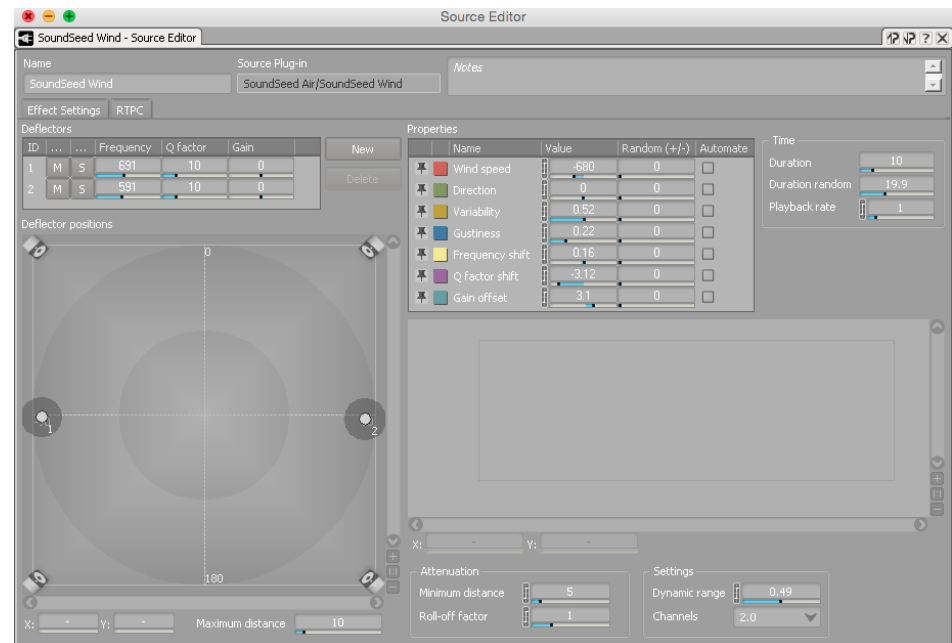 Source Editor
SoundSeed Wind - Source Editor
Name Source Plug-in Notes
SoundSeed Wind SoundSeed Air/SoundSeed Wind
Effect Settings RTPC
Deflectors
ID ... ... Frequency Q factor Gain
1 M S 691 10 0
2 M S 591 10 0
New
Delete
Deflector positions
0
1
2
180
X: - Y: - Maximum distance 10
Properties
Name Value Random (+/-) Automate
Wind speed -680 0
Direction 0 0
Variability 0.52 0
Gustiness 0.22 0
Frequency shift 0.16 0
Q factor shift -3.12 0
Gain offset 3.1 0
Time
Duration 10
Duration random 19.9
Playback rate 1
X: - Y: -
Attenuation
Minimum distance 5
Roll-off factor 1
Settings
Dynamic range 0.49
Channels 2.0